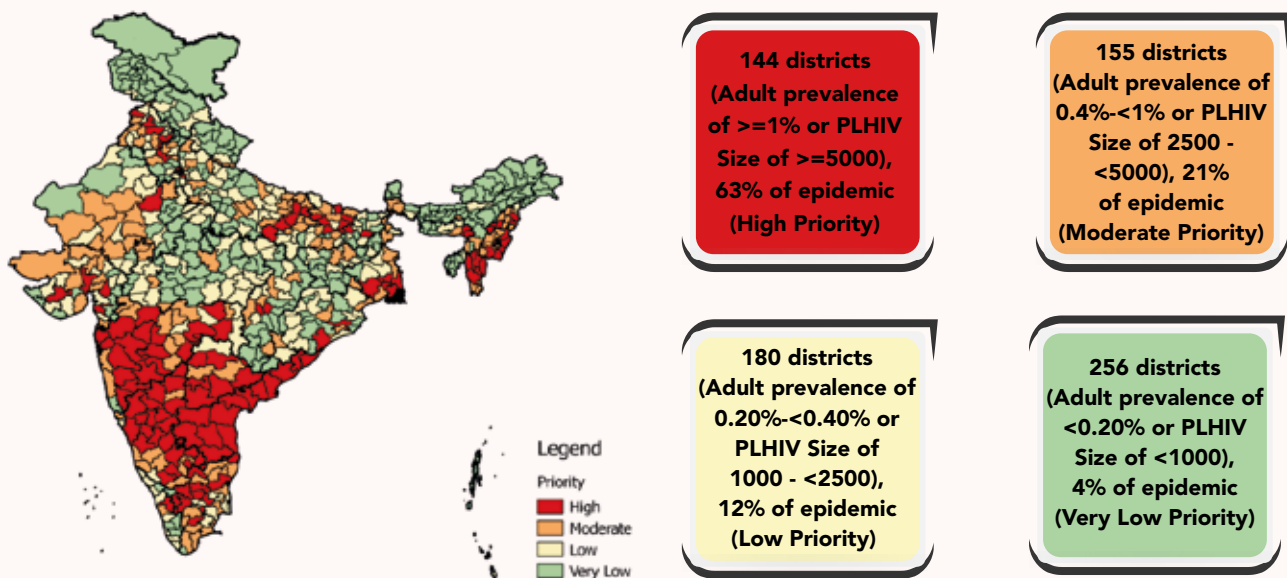 144 districts
(Adult prevalence
of >=1% or PLHIV
Size of >=5000),
63% of epidemic
(High Priority)
155 districts
(Adult prevalence of
0.4%-<1% or PLHIV
Size of 2500 -
<5000), 21%
of epidemic
(Moderate Priority)
180 districts
(Adult prevalence of
0.20%-<0.40% or
PLHIV Size of
1000 - <2500),
12% of epidemic
(Low Priority)
256 districts
(Adult prevalence of
<0.20% or PLHIV
Size of <1000),
4% of epidemic
(Very Low Priority)
Legend
Priority
High
Moderate
Low
Very Low